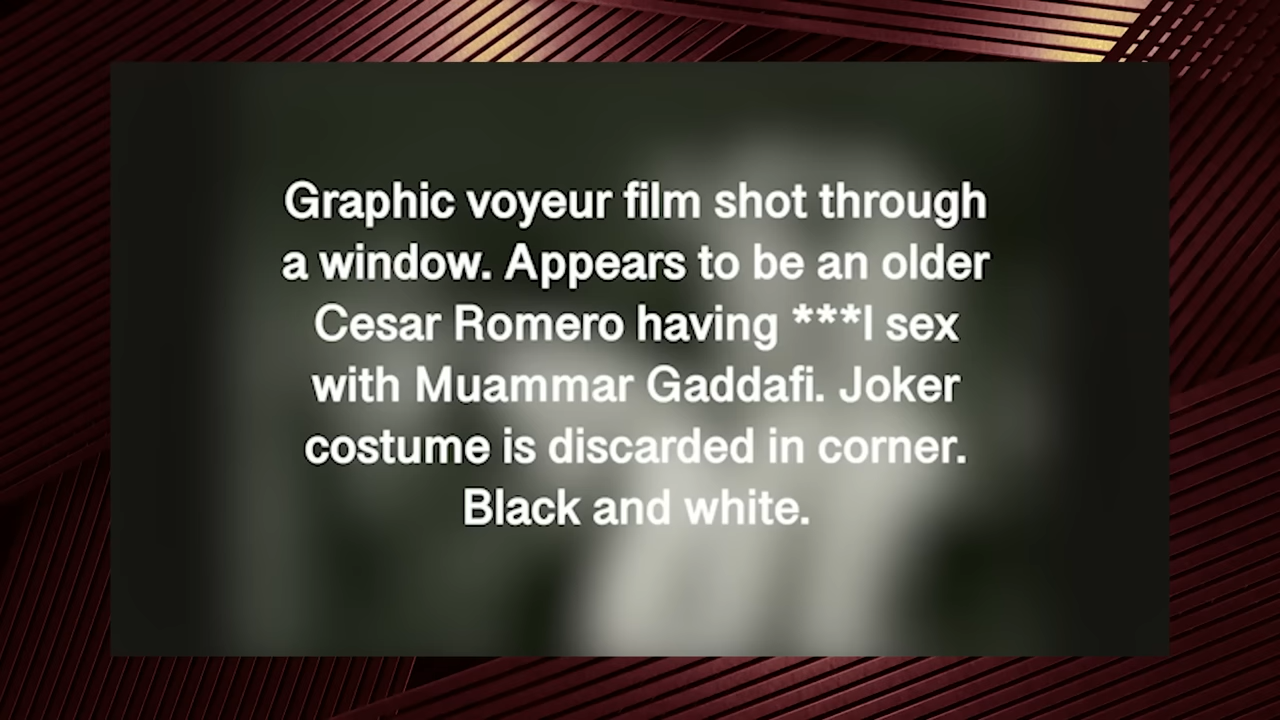 Graphic voyeur film shot through
a window. Appears to be an older
Cesar Romero having ***l sex
with Muammar Gaddafi. Joker
costume is discarded in corner.
Black and white.